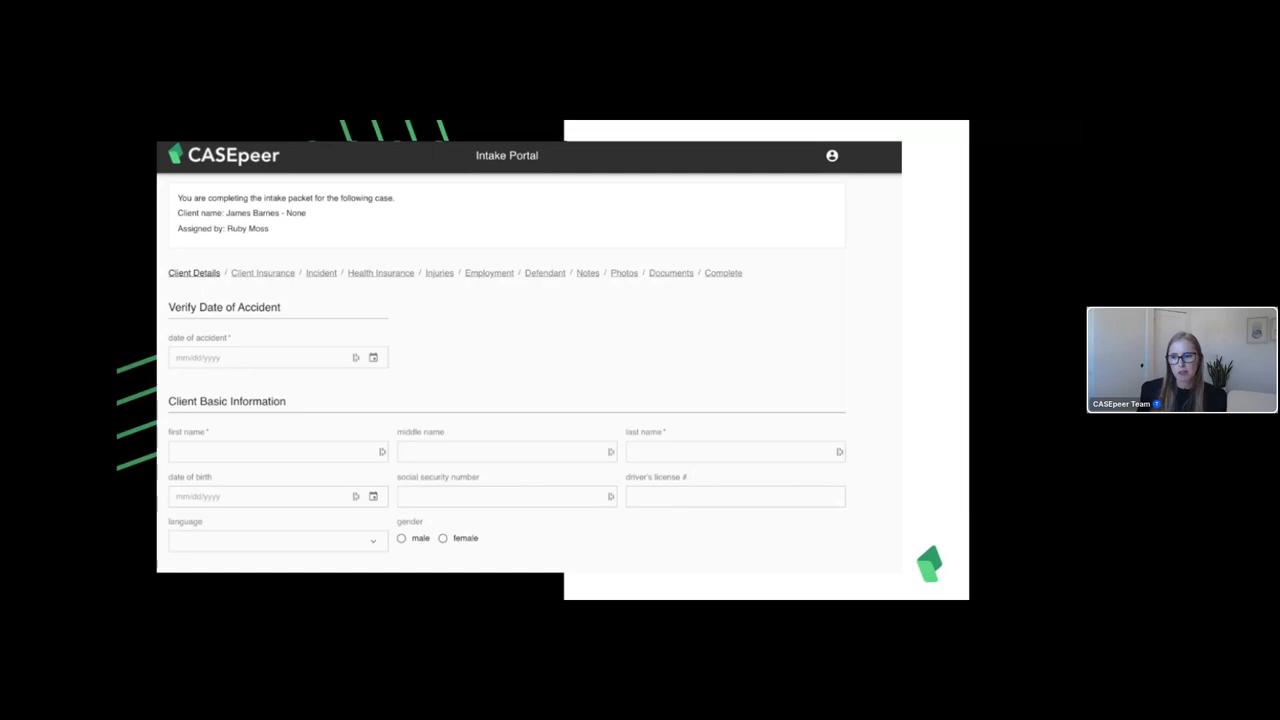 CASEpeer
Intake Portal
You are completing the intake packet for the following case.
Client name: James Barnes - None
Assigned by: Ruby Moss
Client Details / Client Insurance / Incident / Health Insurance / Injuries / Employment / Defendant / Notes / Photos / Documents / Complete
Verify Date of Accident
date of accident *
mm/dd/yyyy
Client Basic Information
first name * middle name last name *
date of birth social security number driver's license #
mm/dd/yyyy
language gender
male female
CASEpeer Team